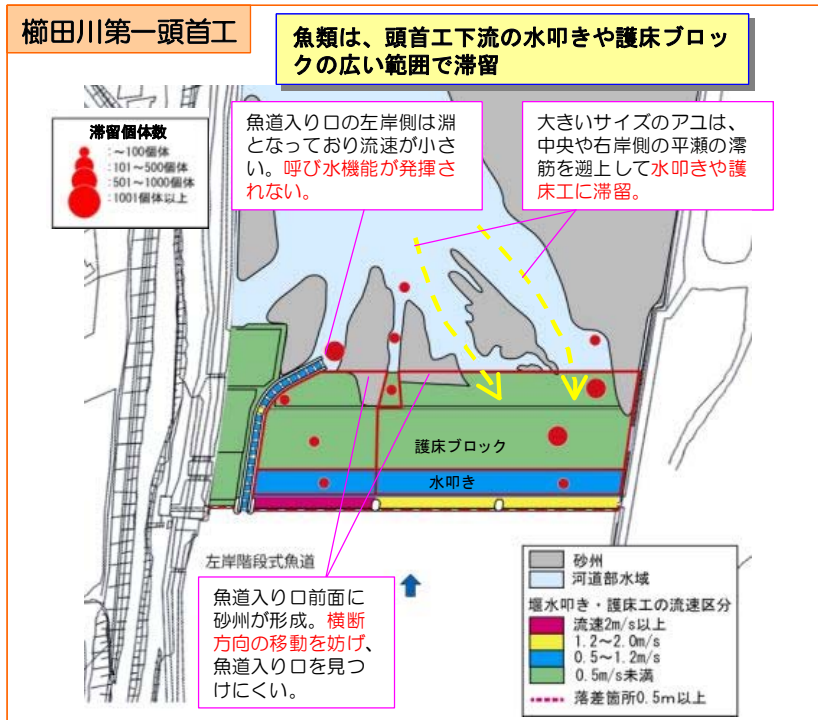 櫛田川第一頭首工
魚類は、頭首工下流の水叩きや護床ブロッ
クの広い範囲で滞留
滞留個体数
:～100個体
:101～500個体
:501～1000個体
:1001個体以上
魚道入り口の左岸側は淵
となっており流速が小さ
い。呼び水機能が発揮さ
れない。
大きいサイズのアユは、
中央や右岸側の平瀬の澪
筋を遡上して水叩きや護
床工に滞留。
護床ブロック
水叩き
左岸階段式魚道
魚道入り口前面に
砂州が形成。横断
方向の移動を妨げ、
魚道入り口を見つ
けにくい。
砂州
河道部水域
堰水叩き・護床工の流速区分
流速2m/s以上
1.2～2.0m/s
0.5～1.2m/s
0.5m/s未満
落差箇所0.5m以上